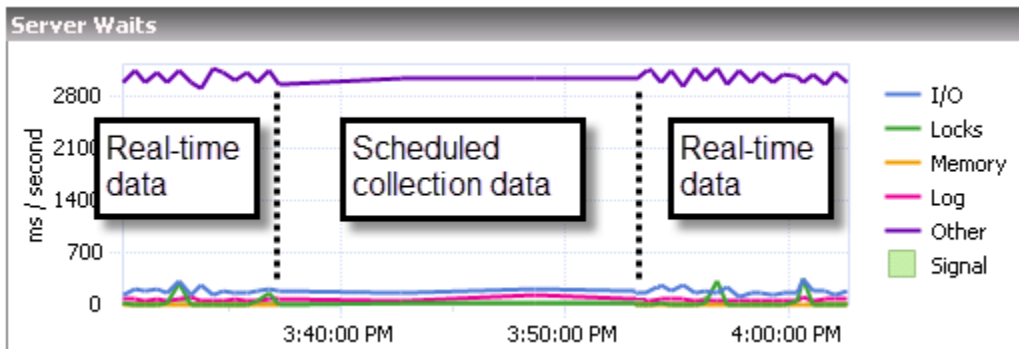 Server Waits
2800
2100
1400
700
0
ms / second
Real-time
data
Scheduled
collection data
Real-time
data
I/O
Locks
Memory
Log
Other
Signal
3:40:00 PM
3:50:00 PM
4:00:00 PM